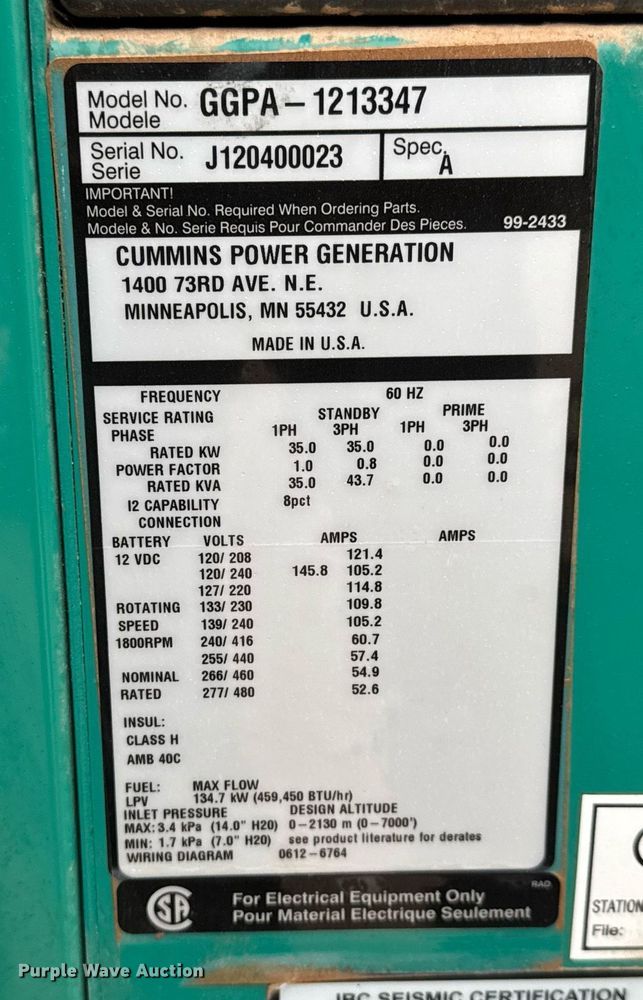 Model No. GGPA – 1213347
Modele
Serial No. J120400023 Spec. A
Serie
IMPORTANT!
Model & Serial No. Required When Ordering Parts.
Modele & No. Serie Requis Pour Commander Des Pieces. 99-2433
CUMMINS POWER GENERATION
1400 73RD AVE. N.E.
MINNEAPOLIS, MN 55432 U.S.A.
MADE IN U.S.A.
FREQUENCY 60 HZ
SERVICE RATING STANDBY PRIME
PHASE 1PH 3PH 1PH 3PH
RATED KW 35.0 35.0 0.0 0.0
POWER FACTOR 1.0 0.8 0.0 0.0
RATED KVA 35.0 43.7 0.0 0.0
I2 CAPABILITY 8pct
CONNECTION
BATTERY VOLTS AMPS AMPS
12 VDC 120/ 208 121.4
120/ 240 145.8 105.2
127/ 220 114.8
ROTATING 133/ 230 109.8
SPEED 139/ 240 105.2
1800RPM 240/ 416 60.7
255/ 440 57.4
NOMINAL 266/ 460 54.9
RATED 277/ 480 52.6
INSUL:
CLASS H
AMB 40C
FUEL: MAX FLOW
LPV 134.7 kW (459,450 BTU/hr)
INLET PRESSURE DESIGN ALTITUDE
MAX: 3.4 kPa (14.0" H20) 0–2130 m (0–7000')
MIN: 1.7 kPa (7.0" H20) see product literature for derates
WIRING DIAGRAM 0612–6764
RAD
SA For Electrical Equipment Only
Pour Material Electrique Seulement
STATION
File:
IBC SEISMIC CERTIFICATION
Purple Wave Auction